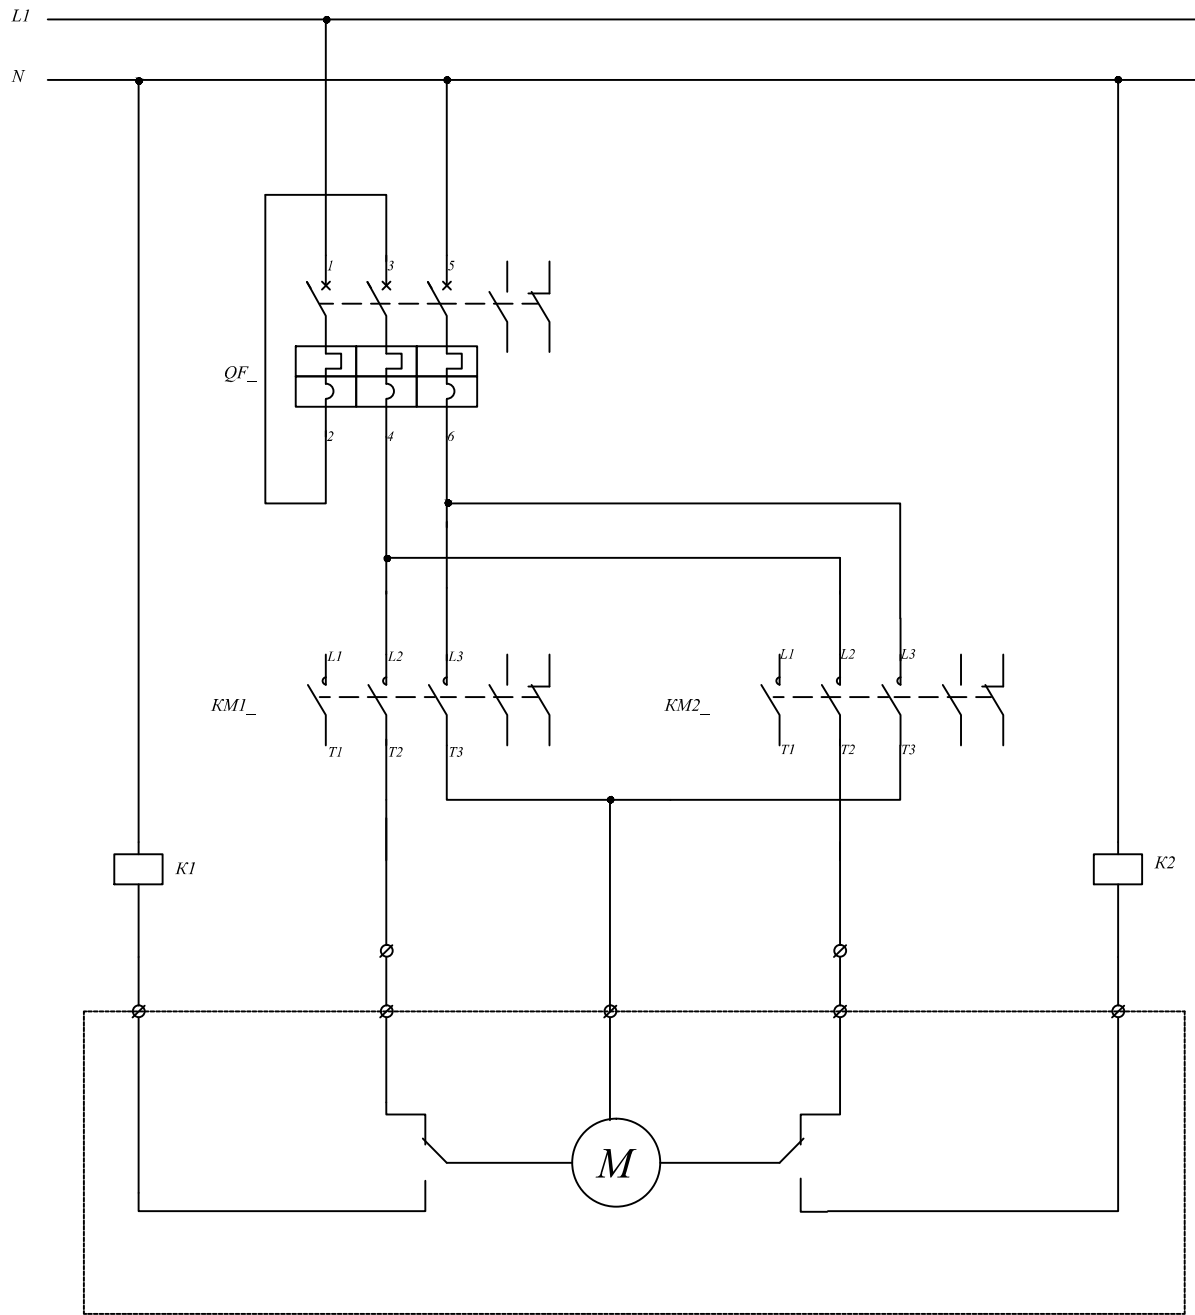 L1
N
1 3 5
QF_
2 4 6
L1 L2 L3
L1 L2 L3
KM1_
KM2_
T1 T2 T3
T1 T2 T3
K1
K2
M